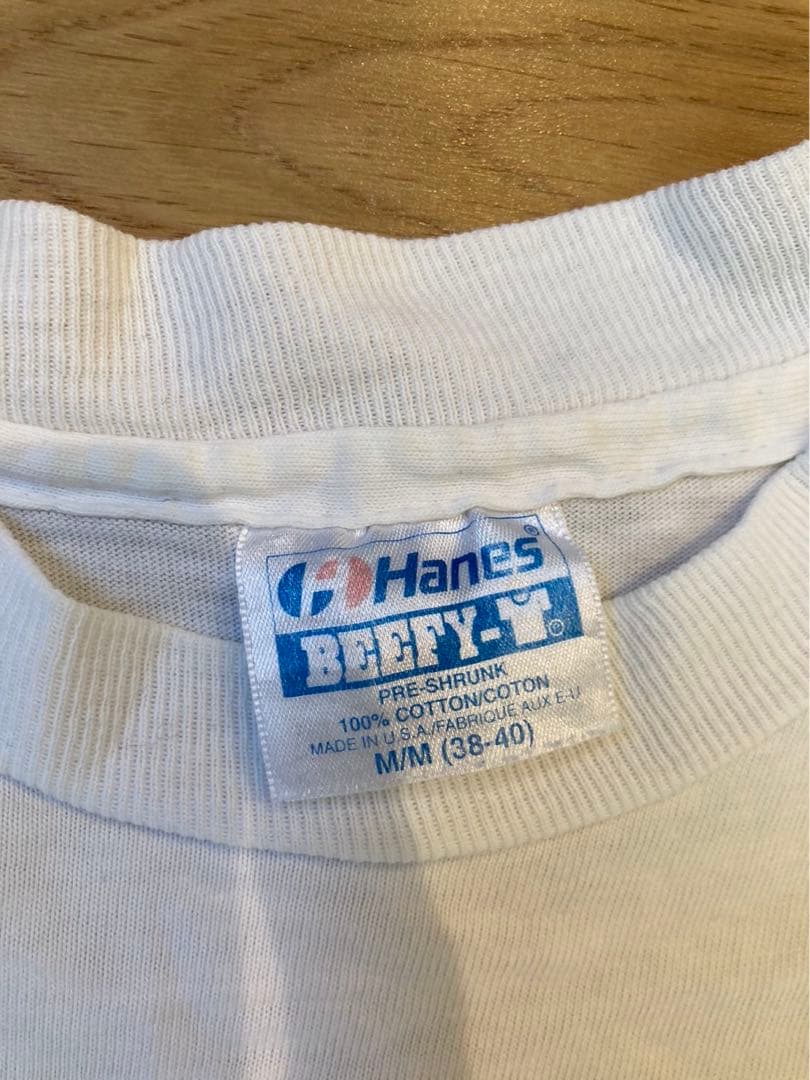 Hanes®
BEEFY-T®
PRE-SHRUNK
100% COTTON/COTON
MADE IN U.S.A./FABRIQUE AUX E-U
M/M (38-40)